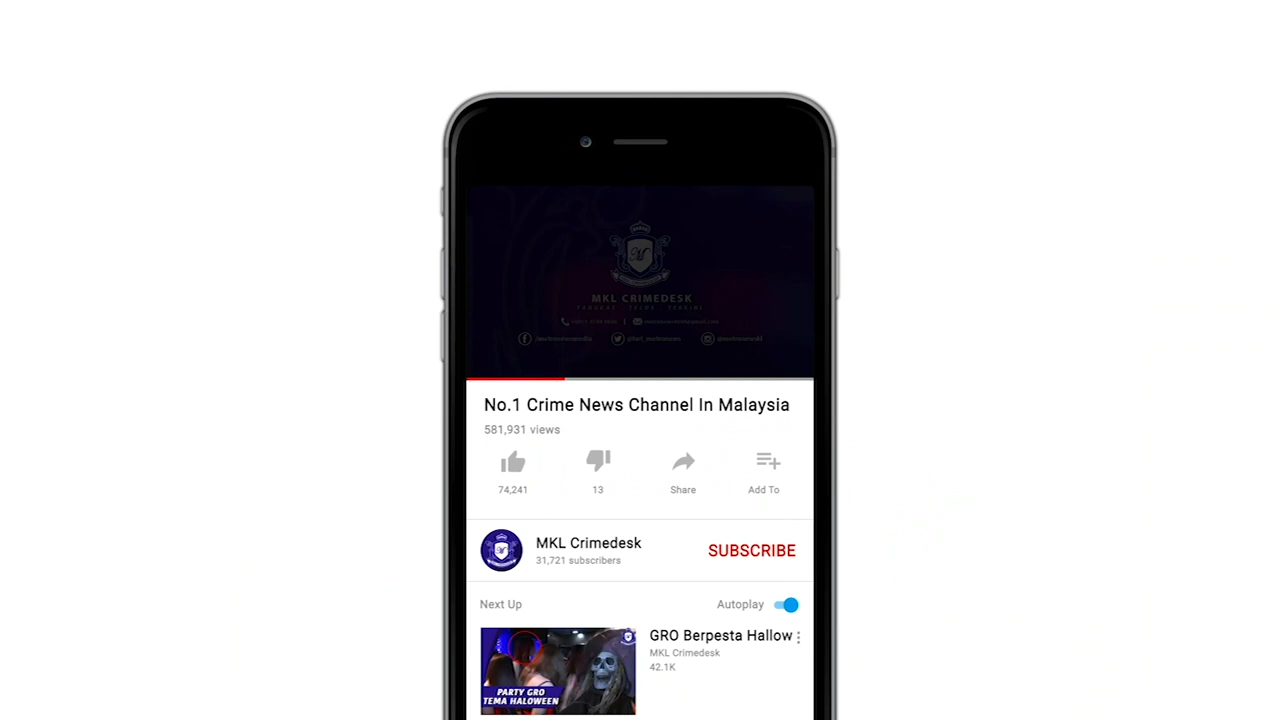 MKL CRIMEDESK
No.1 Crime News Channel In Malaysia
581,931 views
74,241
13
Share
Add To
MKL Crimedesk
31,721 subscribers
SUBSCRIBE
Next Up
Autoplay
GRO Berpesta Hallow
MKL Crimedesk
42.1K
PARTY GRO
TEMA HALOWEEN